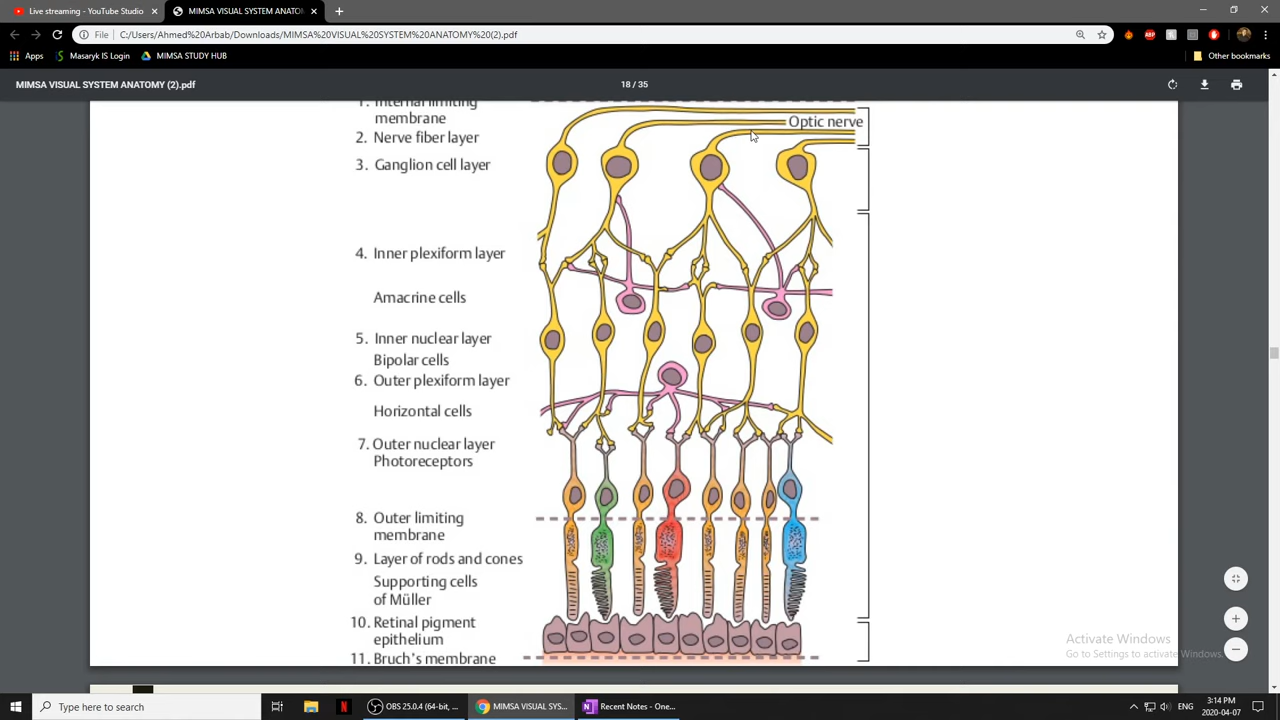 Live streaming - YouTube Studio
MIMSA VISUAL SYSTEM ANATOM
File
C:/Users/Ahmed%20Arbab/Downloads/MIMSA%20VISUAL%20SYSTEM%20ANATOMY%20(2).pdf
ABP
Apps
Masaryk IS Login
MIMSA STUDY HUB
Other bookmarks
MIMSA VISUAL SYSTEM ANATOMY (2).pdf
18 / 35
1. Internal limiting
membrane
Optic nerve
2. Nerve fiber layer
3. Ganglion cell layer
4. Inner plexiform layer
Amacrine cells
5. Inner nuclear layer
Bipolar cells
6. Outer plexiform layer
Horizontal cells
7. Outer nuclear layer
Photoreceptors
8. Outer limiting
membrane
9. Layer of rods and cones
Supporting cells
of Müller
10. Retinal pigment
epithelium
11. Bruch's membrane
Activate Windows
Go to Settings to activate Windows.
Type here to search
OBS 25.0.4 (64-bit, ...
MIMSA VISUAL SYS...
Recent Notes - One...
ENG
3:14 PM
2020-04-07